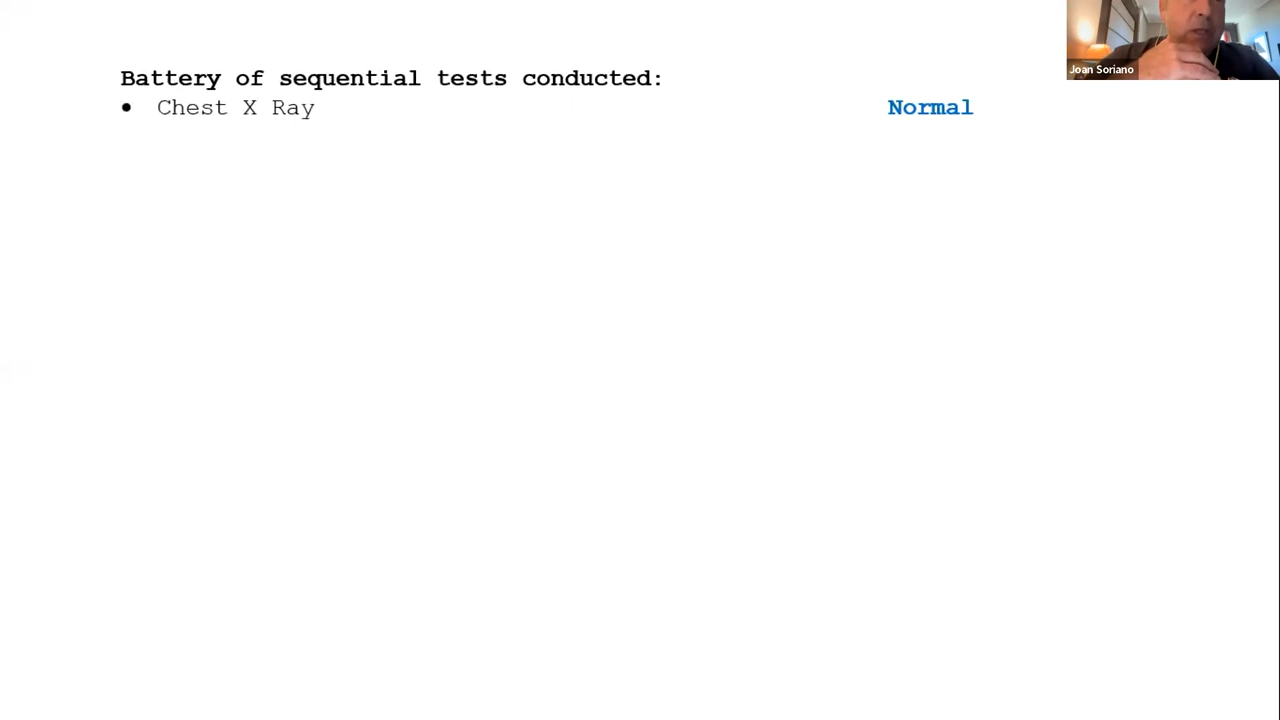 Joan Soriano
Battery of sequential tests conducted:
• Chest X Ray Normal